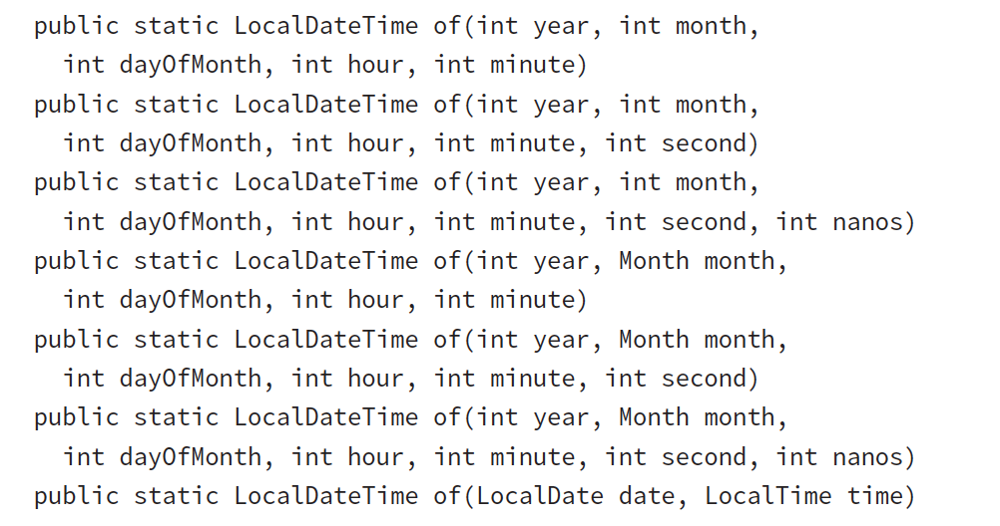 public static LocalDateTime of(int year, int month,
int dayOfMonth, int hour, int minute)
public static LocalDateTime of(int year, int month,
int dayOfMonth, int hour, int minute, int second)
public static LocalDateTime of(int year, int month,
int dayOfMonth, int hour, int minute, int second, int nanos)
public static LocalDateTime of(int year, Month month,
int dayOfMonth, int hour, int minute)
public static LocalDateTime of(int year, Month month,
int dayOfMonth, int hour, int minute, int second)
public static LocalDateTime of(int year, Month month,
int dayOfMonth, int hour, int minute, int second, int nanos)
public static LocalDateTime of(LocalDate date, LocalTime time)